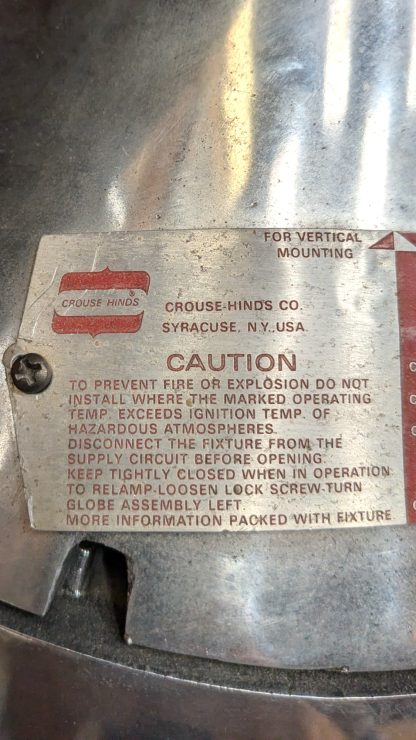 FOR VERTICAL
MOUNTING
CROUSE HINDS
®
CROUSE-HINDS CO.
SYRACUSE, N.Y., USA
CAUTION
TO PREVENT FIRE OR EXPLOSION DO NOT
INSTALL WHERE THE MARKED OPERATING
TEMP. EXCEEDS IGNITION TEMP. OF
HAZARDOUS ATMOSPHERES.
DISCONNECT THE FIXTURE FROM THE
SUPPLY CIRCUIT BEFORE OPENING.
KEEP TIGHTLY CLOSED WHEN IN OPERATION
TO RELAMP-LOOSEN LOCK SCREW-TURN
GLOBE ASSEMBLY LEFT.
MORE INFORMATION PACKED WITH FIXTURE